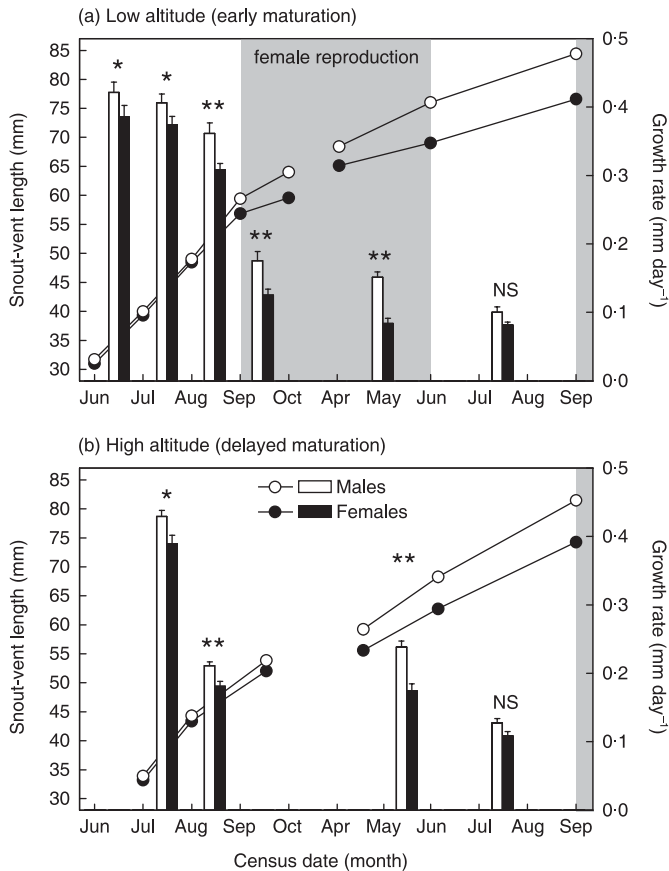 (a) Low altitude (early maturation)
female reproduction
Snout-vent length (mm)
85
80
75
70
65
60
55
50
45
40
35
30
* * ** ** ** NS
0·5
0·4
0·3
0·2
0·1
0·0
Growth rate (mm day−1)
Jun Jul Aug Sep Oct Apr May Jun Jul Aug Sep
(b) High altitude (delayed maturation)
Males
Females
Snout-vent length (mm)
85
80
75
70
65
60
55
50
45
40
35
30
* ** ** NS
0·5
0·4
0·3
0·2
0·1
0·0
Growth rate (mm day−1)
Jun Jul Aug Sep Oct Apr May Jun Jul Aug Sep
Census date (month)